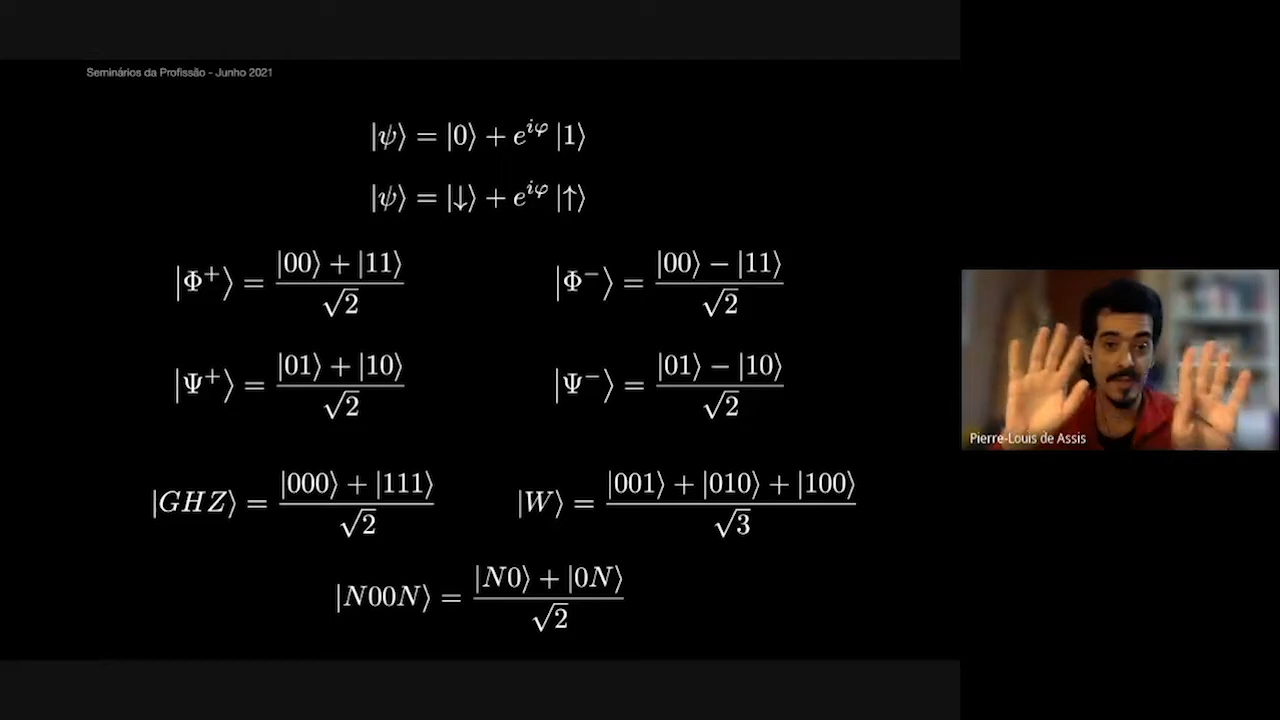 Seminários da Profissão - Junho 2021
|ψ⟩ = |0⟩ + e^{iφ} |1⟩
|ψ⟩ = |↓⟩ + e^{iφ} |↑⟩
|Φ⁺⟩ = (|00⟩ + |11⟩)/√2
|Φ⁻⟩ = (|00⟩ − |11⟩)/√2
|Ψ⁺⟩ = (|01⟩ + |10⟩)/√2
|Ψ⁻⟩ = (|01⟩ − |10⟩)/√2
|GHZ⟩ = (|000⟩ + |111⟩)/√2
|W⟩ = (|001⟩ + |010⟩ + |100⟩)/√3
|N00N⟩ = (|N0⟩ + |0N⟩)/√2
Pierre-Louis de Assis